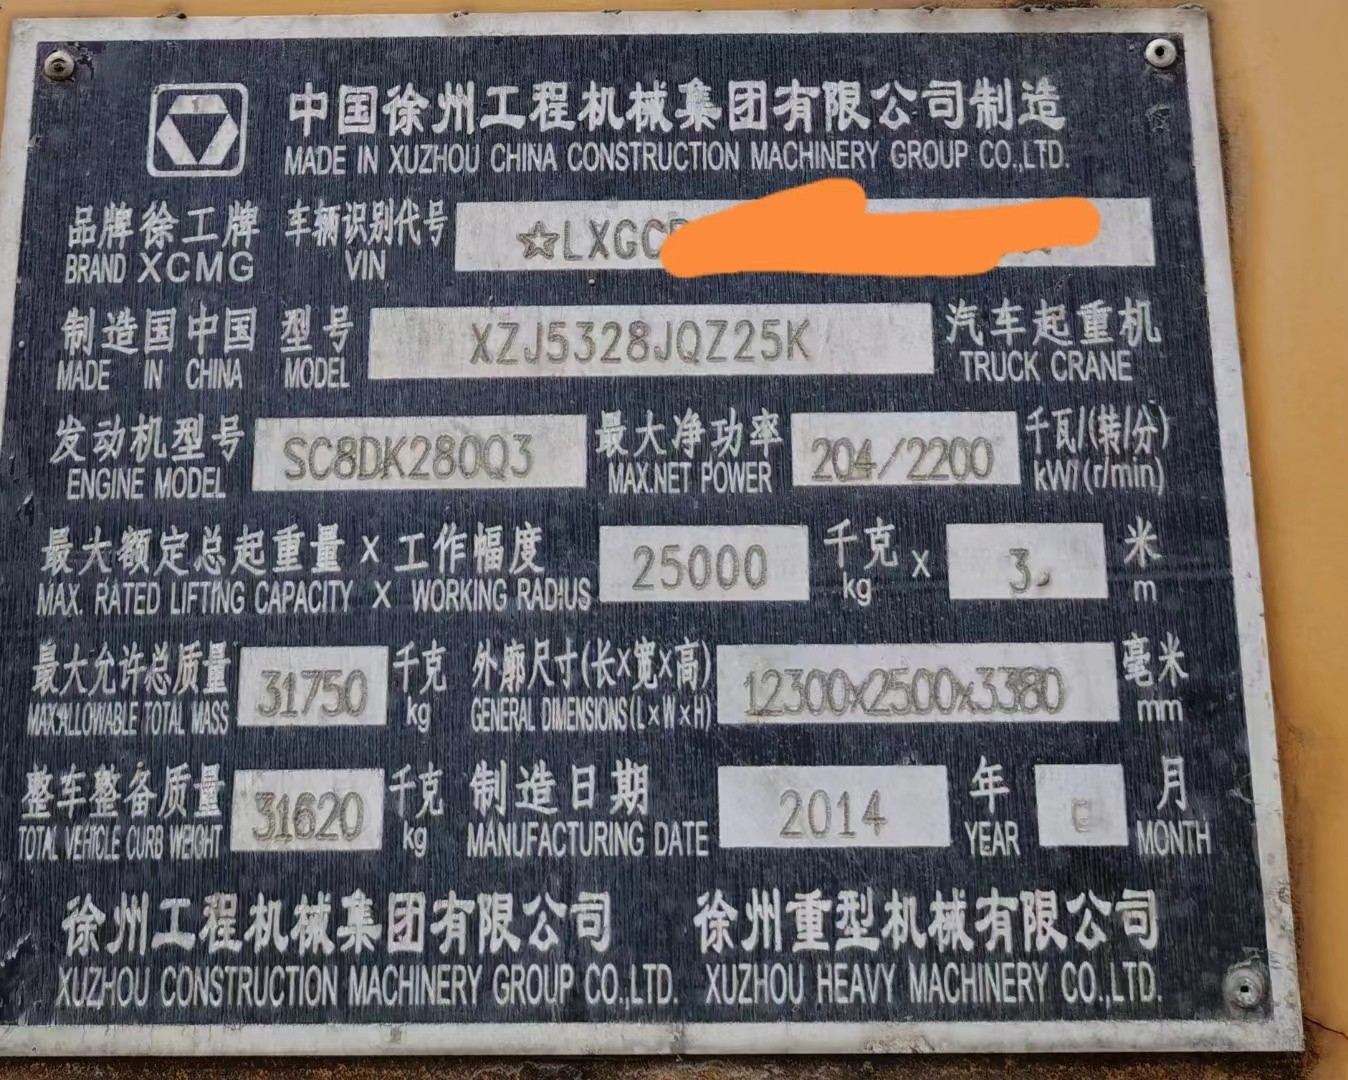 中国徐州工程机械集团有限公司制造
MADE IN XUZHOU CHINA CONSTRUCTION MACHINERY GROUP CO.,LTD.
品牌 徐工牌 车辆识别代号 ☆LXGC
BRAND XCMG VIN
制造国 中国 型号 XZJ5328JQZ25K 汽车起重机
MADE IN CHINA MODEL TRUCK CRANE
发动机型号 SC8DK280Q3 最大净功率 204/2200 千瓦/(转/分)
ENGINE MODEL MAX.NET POWER kW/(r/min)
最大额定总起重量×工作幅度 25000 千克 × 3. 米
MAX. RATED LIFTING CAPACITY × WORKING RADIUS kg m
最大允许总质量 31750 千克 外廓尺寸(长×宽×高) 12300x2500x3380 毫米
MAX.ALLOWABLE TOTAL MASS kg GENERAL DIMENSIONS(L×W×H) mm
整车整备质量 31620 千克 制造日期 2014 年 月
TOTAL VEHICLE CURB WEIGHT kg MANUFACTURING DATE YEAR MONTH
徐州工程机械集团有限公司 徐州重型机械有限公司
XUZHOU CONSTRUCTION MACHINERY GROUP CO.,LTD. XUZHOU HEAVY MACHINERY CO.,LTD.